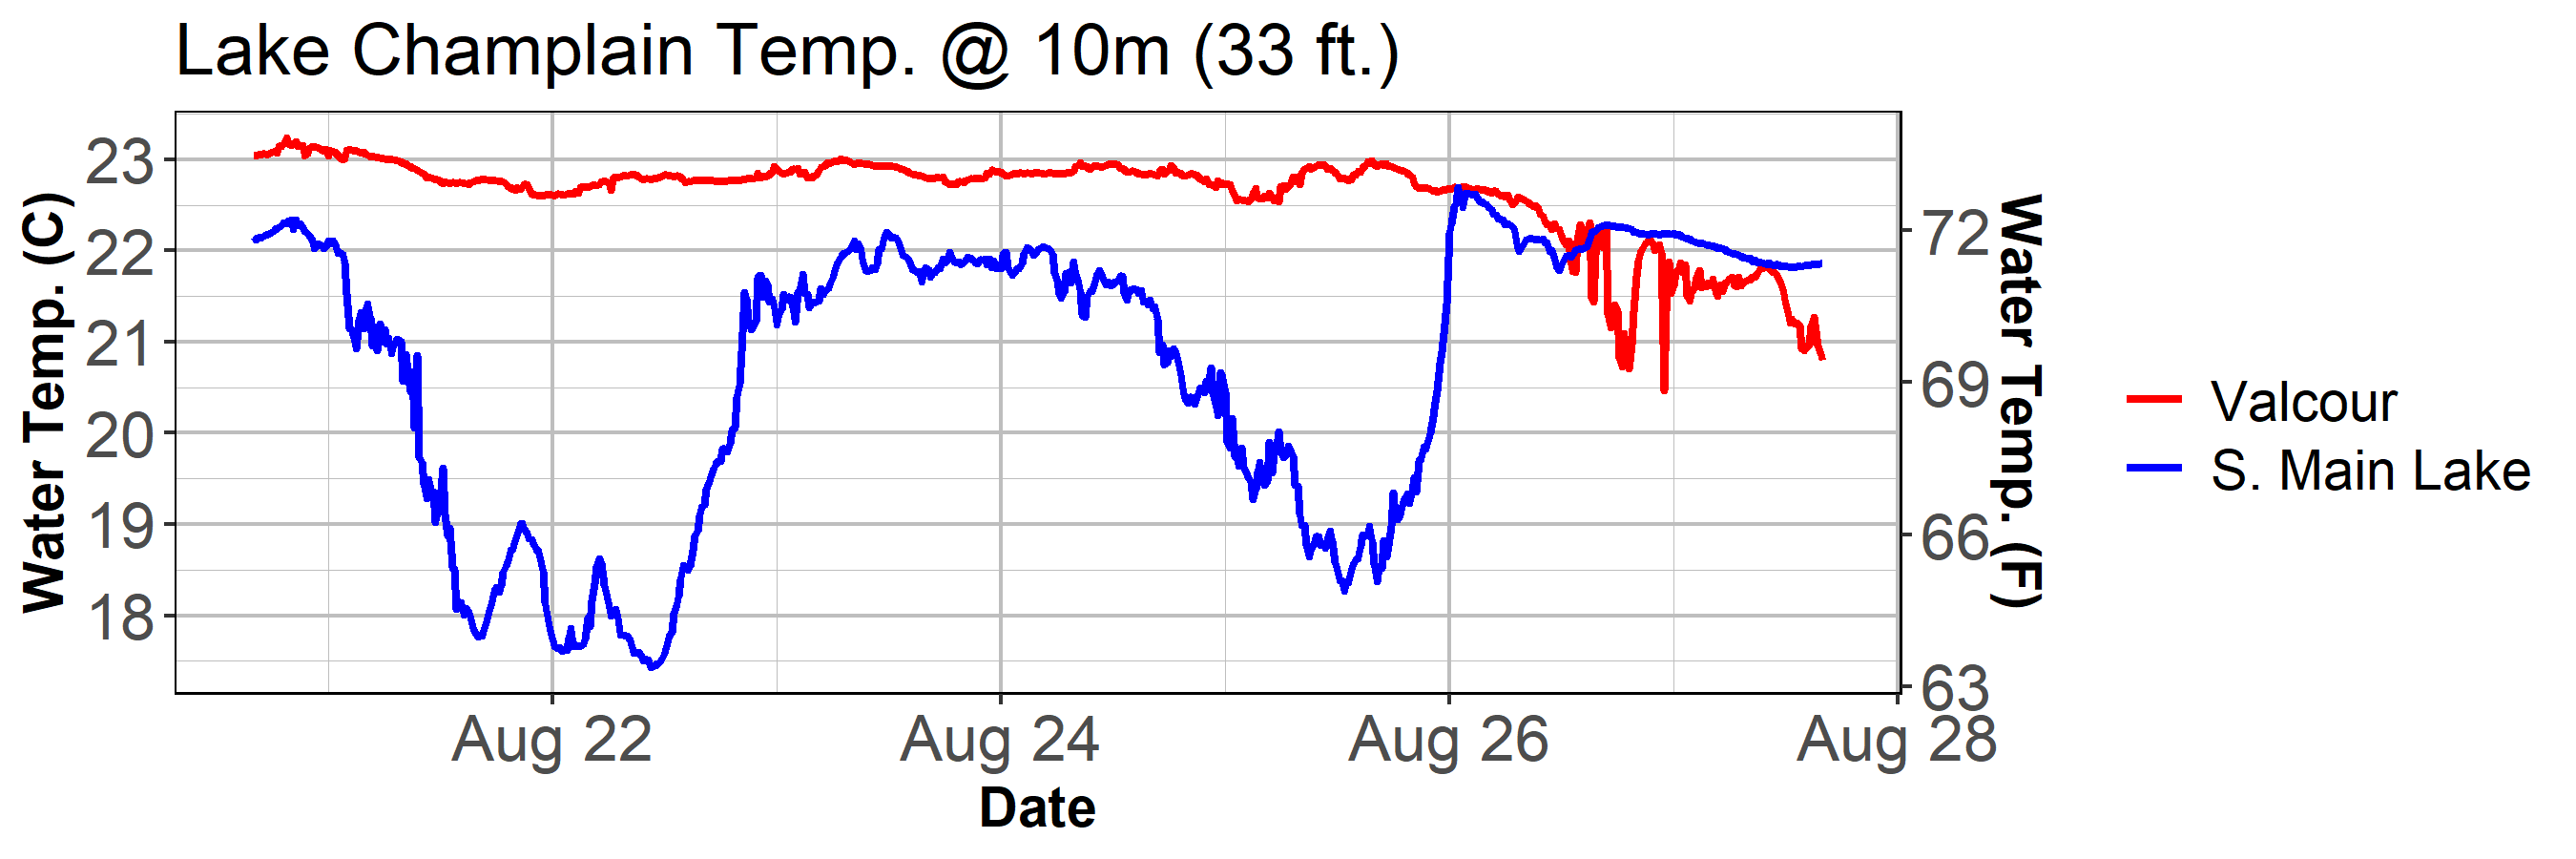 Lake Champlain Temp. @ 10m (33 ft.)
Water Temp. (C)
23
22
21
20
19
18
Water Temp. (F)
72
69
66
63
Aug 22
Aug 24
Aug 26
Aug 28
Date
Valcour
S. Main Lake